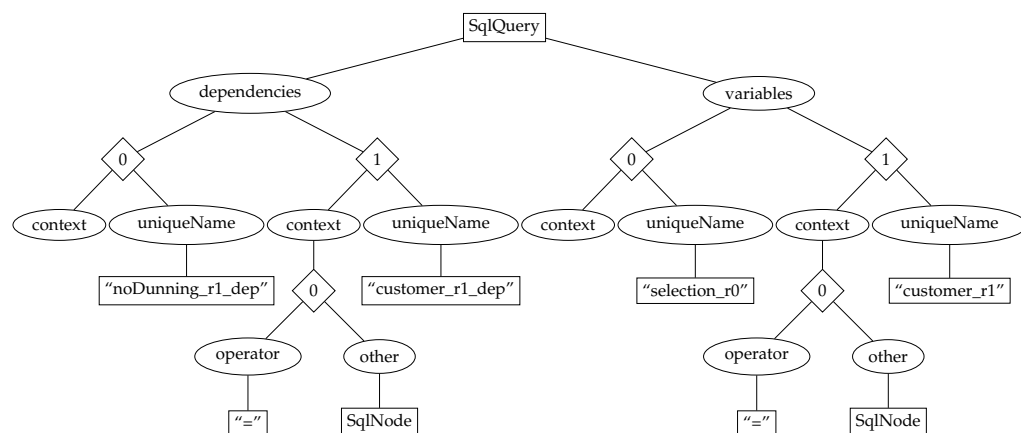 SqlQuery
dependencies
variables
0
1
0
1
context
uniqueName
context
uniqueName
context
uniqueName
context
uniqueName
“noDunning_r1_dep”
0
“customer_r1_dep”
“selection_r0”
0
“customer_r1”
operator
other
operator
other
“=”
SqlNode
“=”
SqlNode